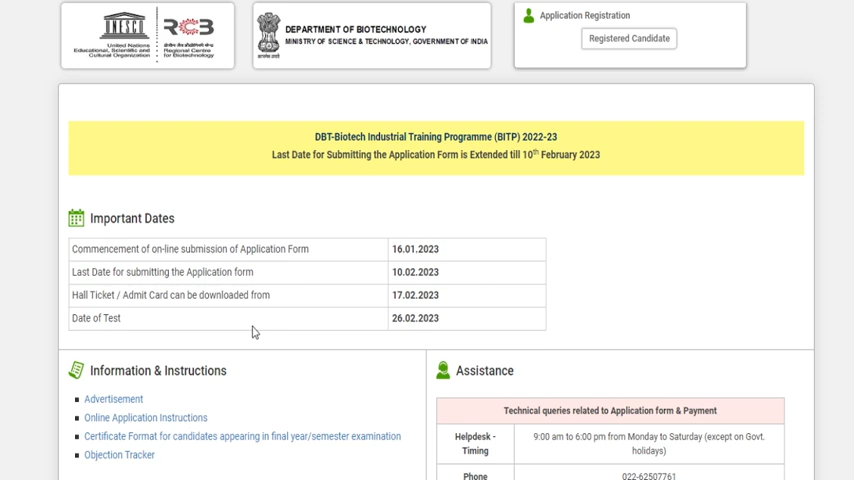 UNESCO
United Nations
Educational, Scientific and
Cultural Organization
RCB
Regional Centre
for Biotechnology
DEPARTMENT OF BIOTECHNOLOGY
MINISTRY OF SCIENCE & TECHNOLOGY, GOVERNMENT OF INDIA
Application Registration
Registered Candidate
DBT-Biotech Industrial Training Programme (BITP) 2022-23
Last Date for Submitting the Application Form is Extended till 10th February 2023
Important Dates
Commencement of on-line submission of Application Form 16.01.2023
Last Date for submitting the Application form 10.02.2023
Hall Ticket / Admit Card can be downloaded from 17.02.2023
Date of Test 26.02.2023
Information & Instructions
Advertisement
Online Application Instructions
Certificate Format for candidates appearing in final year/semester examination
Objection Tracker
Assistance
Technical queries related to Application form & Payment
Helpdesk - Timing 9:00 am to 6:00 pm from Monday to Saturday (except on Govt. holidays)
Phone 022-62507761